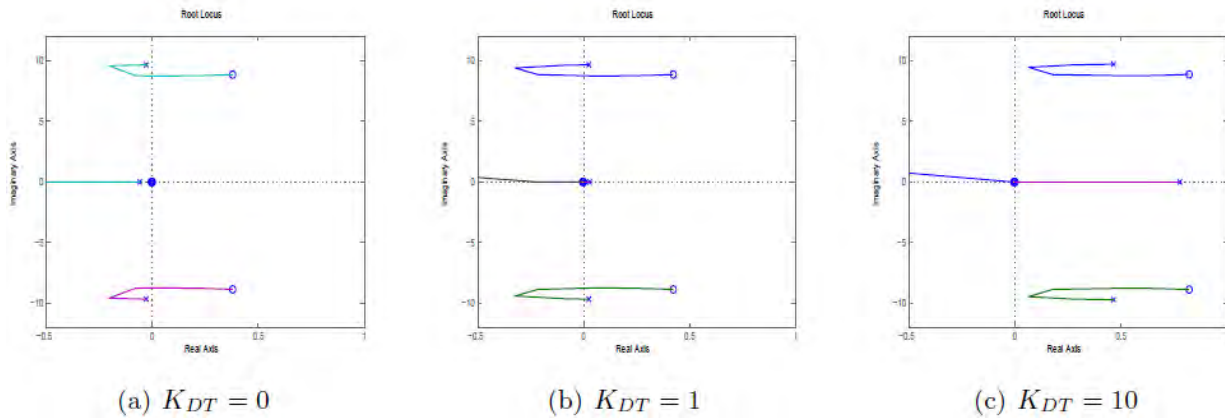 Root Locus
Imaginary Axis
10
5
0
−5
−10
−0.5
0
0.5
1
Real Axis
(a) K_{DT} = 0
Root Locus
Imaginary Axis
10
5
0
−5
−10
−0.5
0
0.5
1
Real Axis
(b) K_{DT} = 1
Root Locus
Imaginary Axis
10
5
0
−5
−10
−0.5
0
0.5
Real Axis
(c) K_{DT} = 10